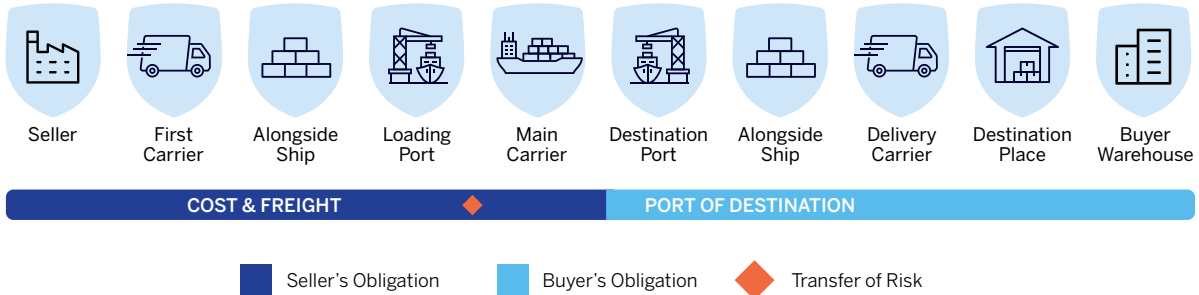 Seller
First
Carrier
Alongside
Ship
Loading
Port
Main
Carrier
Destination
Port
Alongside
Ship
Delivery
Carrier
Destination
Place
Buyer
Warehouse
COST & FREIGHT
PORT OF DESTINATION
Seller’s Obligation
Buyer’s Obligation
Transfer of Risk